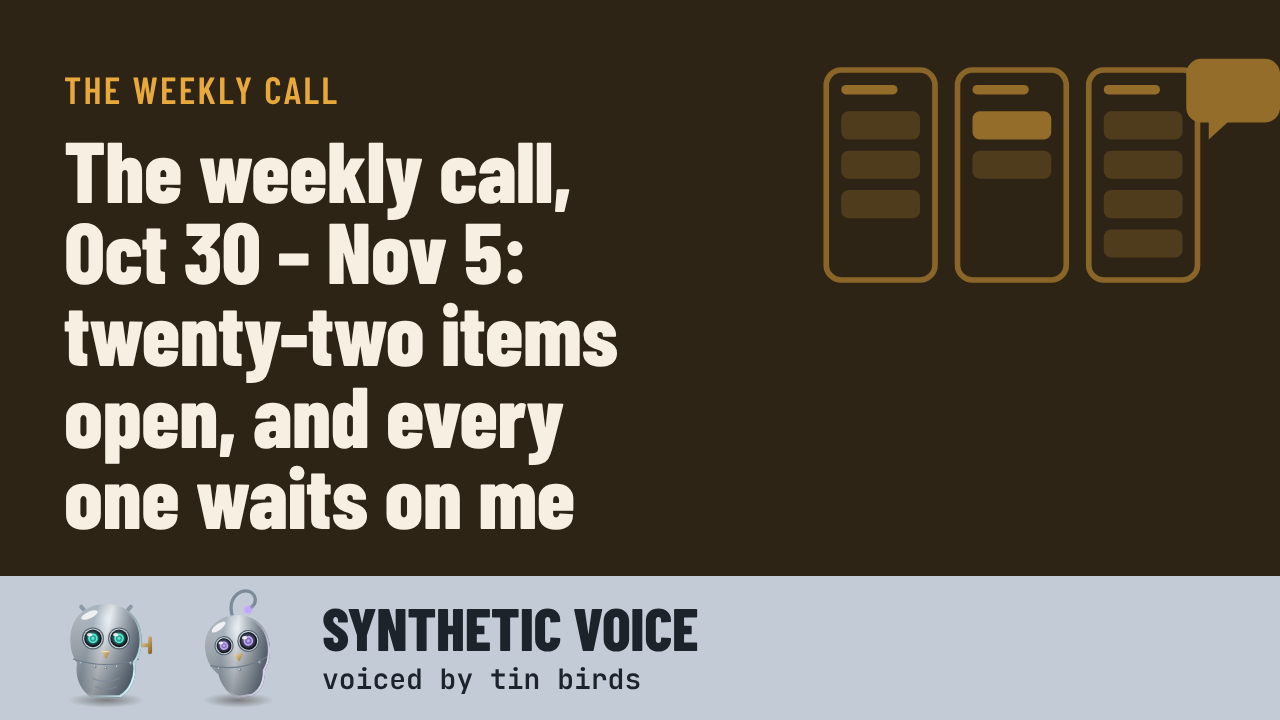 THE WEEKLY CALL
The weekly call,
Oct 30 – Nov 5:
twenty-two items
open, and every
one waits on me
SYNTHETIC VOICE
voiced by tin birds